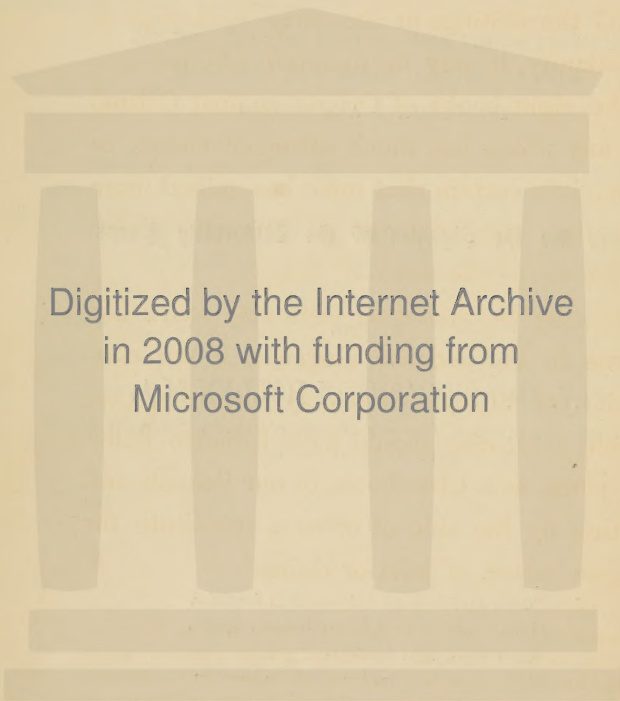 Digitized by the Internet Archive
in 2008 with funding from
Microsoft Corporation